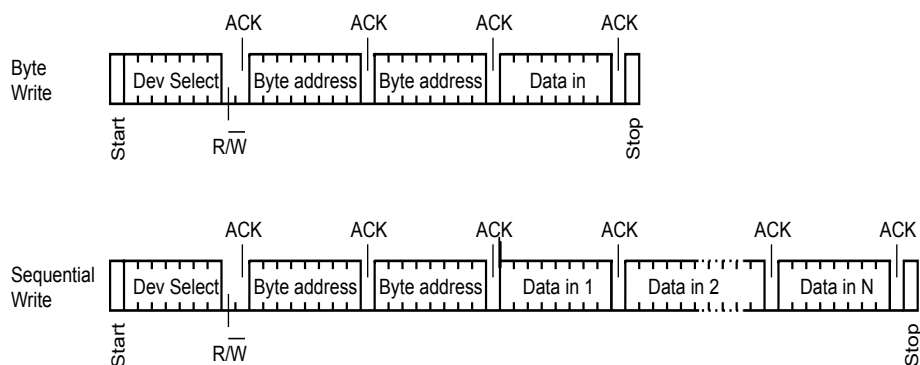 ACK ACK ACK ACK
Byte
Write
Dev Select Byte address Byte address Data in
Start
R/W̅
Stop
ACK ACK ACK ACK ACK ACK
Sequential
Write
Dev Select Byte address Byte address Data in 1 Data in 2 Data in N
Start
R/W̅
Stop